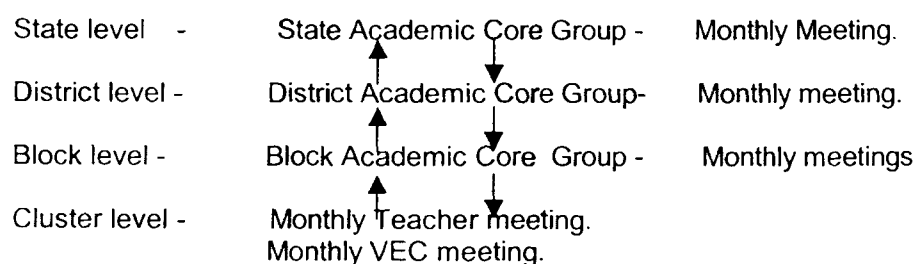 State level - State Academic Core Group - Monthly Meeting.
District level - District Academic Core Group- Monthly meeting.
Block level - Block Academic Core Group - Monthly meetings
Cluster level - Monthly Teacher meeting.
Monthly VEC meeting.